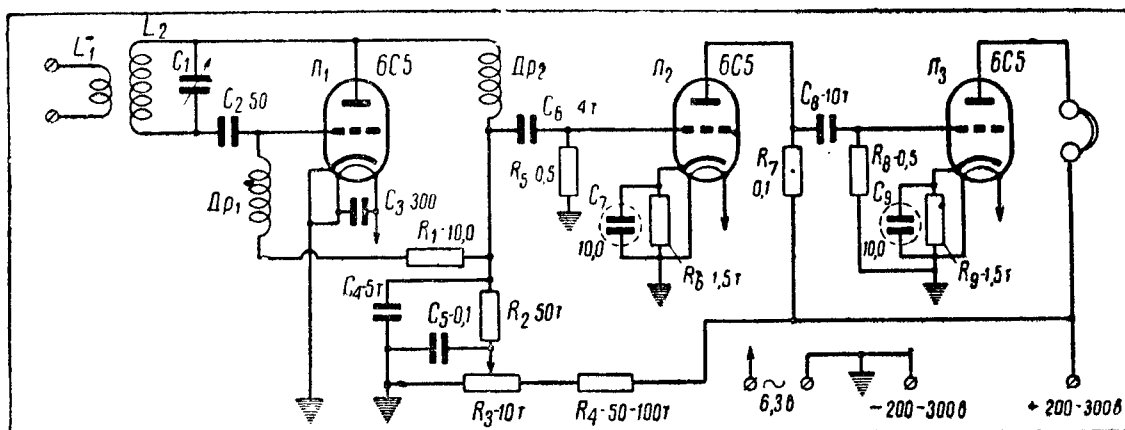 L₁
L₂
C₁
C₂ 50
Л₁
6С5
Др₂
Др₁
C₃ 300
R₁-10,0
C₄-5т
C₅-0,1
R₂ 50т
R₃-10т
R₄-50-100т
C₆ 4т
R₅ 0,5
Л₂
6С5
C₇
10,0
R₆-1,5т
R₇
0,1
C₈-10т
R₈-0,5
Л₃
6С5
C₉
10,0
R₉-1,5т
~
6,3в
-200-300в
+200-300в